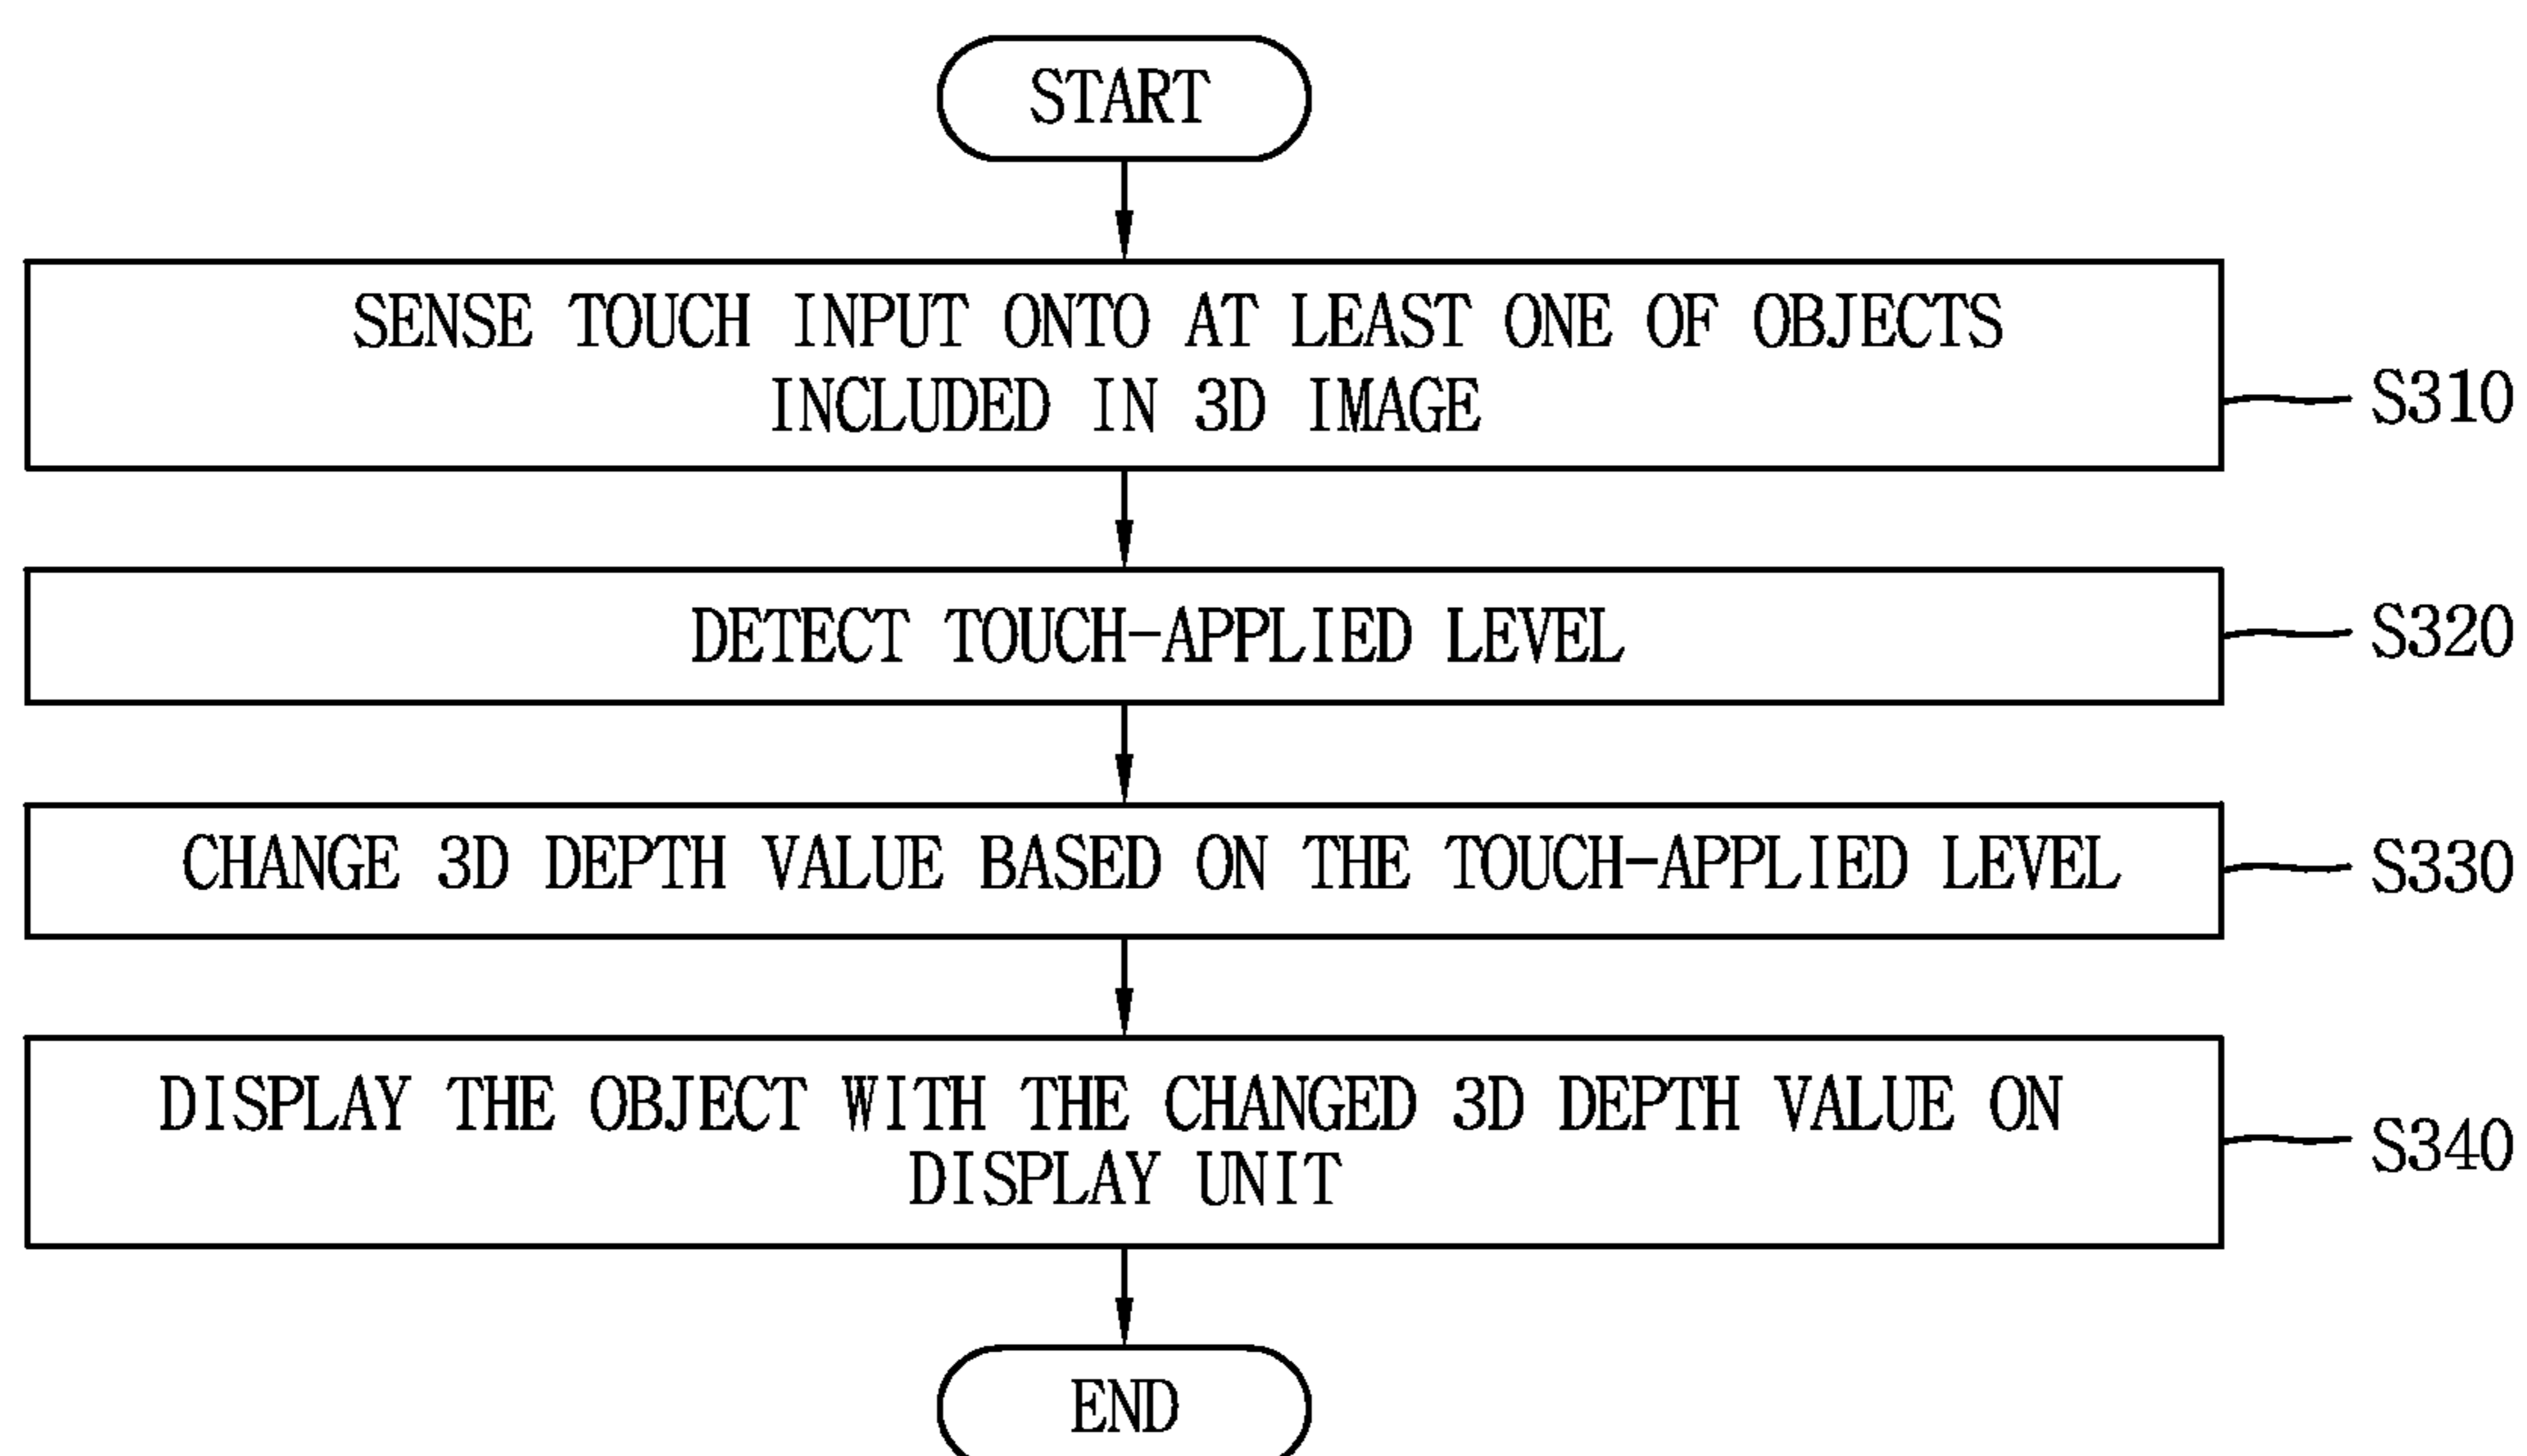 START
SENSE TOUCH INPUT ONTO AT LEAST ONE OF OBJECTS
INCLUDED IN 3D IMAGE
S310
DETECT TOUCH-APPLIED LEVEL
S320
CHANGE 3D DEPTH VALUE BASED ON THE TOUCH-APPLIED LEVEL
S330
DISPLAY THE OBJECT WITH THE CHANGED 3D DEPTH VALUE ON
DISPLAY UNIT
S340
END